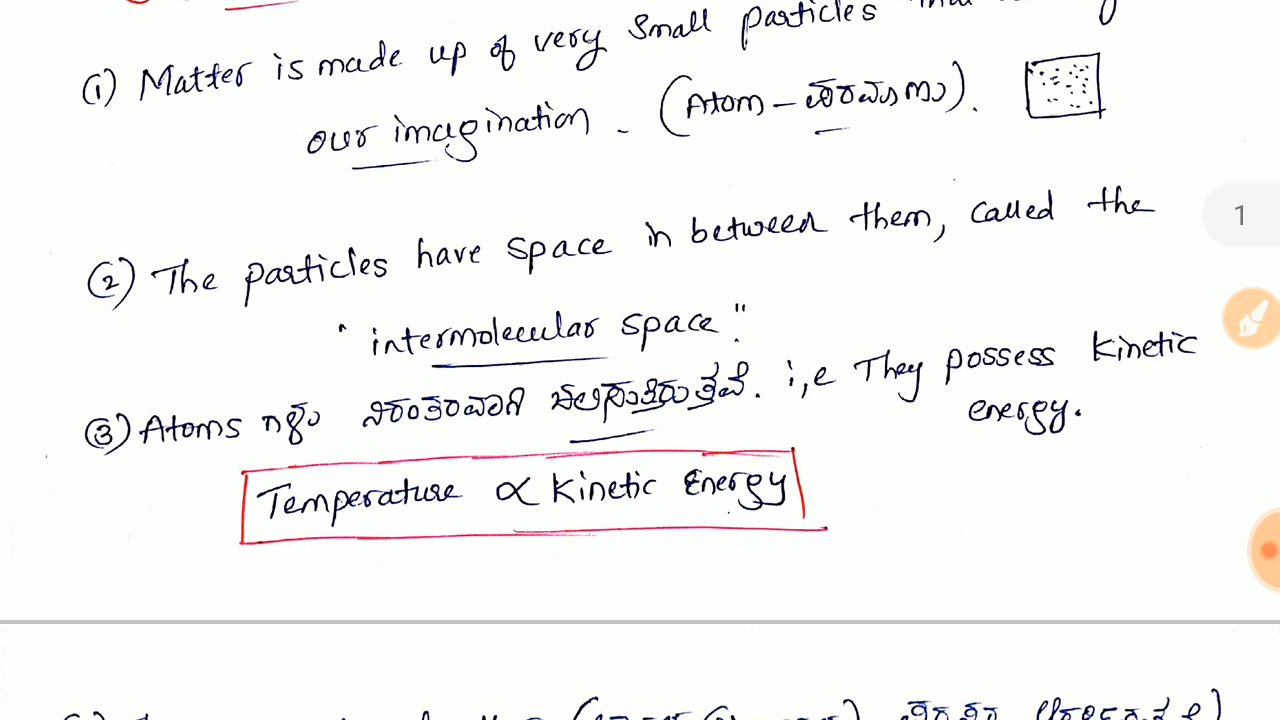 (1) Matter is made up of very small particles
our imagination. (Atom - ಪರಮಾಣು).
1
(2) The particles have space in between them, called the
"intermolecular space".
(3) Atoms ಗಳು ನಿರಂತರವಾಗಿ ಚಲಿಸುತ್ತಿರುತ್ತವೆ. i,e They possess kinetic
energy.
Temperature ∝ Kinetic Energy